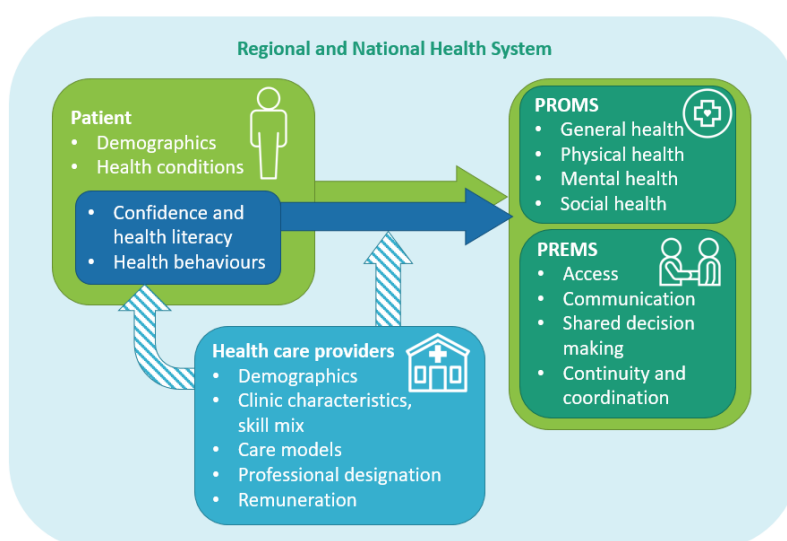 Regional and National Health System
Patient
• Demographics
• Health conditions
• Confidence and
health literacy
• Health behaviours
PROMS
• General health
• Physical health
• Mental health
• Social health
PREMS
• Access
• Communication
• Shared decision
making
• Continuity and
coordination
Health care providers
• Demographics
• Clinic characteristics,
skill mix
• Care models
• Professional designation
• Remuneration